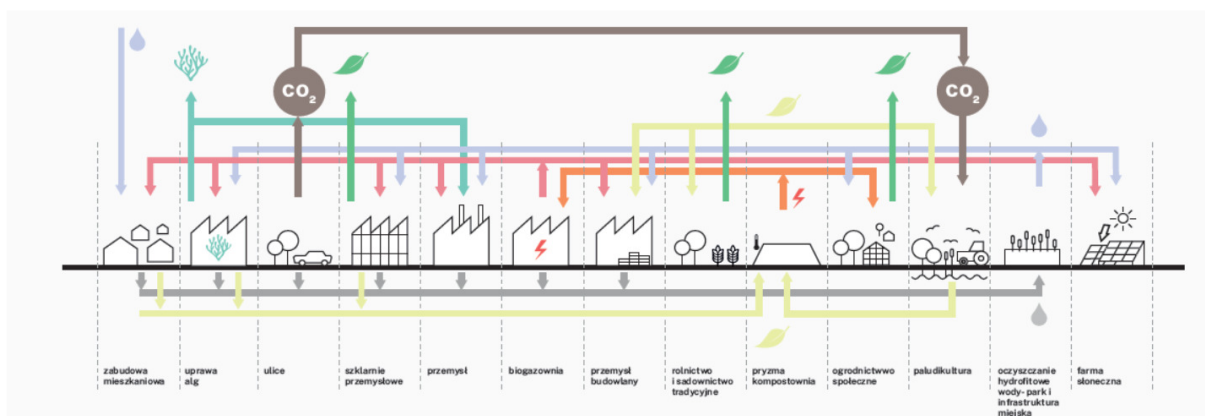 CO2
CO2
zabudowa
mieszkaniowa
uprawa
alg
ulice
szklarnie
przemysłowe
przemysł
biogazownia
przemysł
budowlany
rolnictwo
i sadownictwo
tradycyjne
pryzma
kompostownia
ogrodnictwwo
społeczne
paludikultura
oczyszczanie
hydrofitowe
wody- park i
infrastruktura
miejska
farma
słoneczna